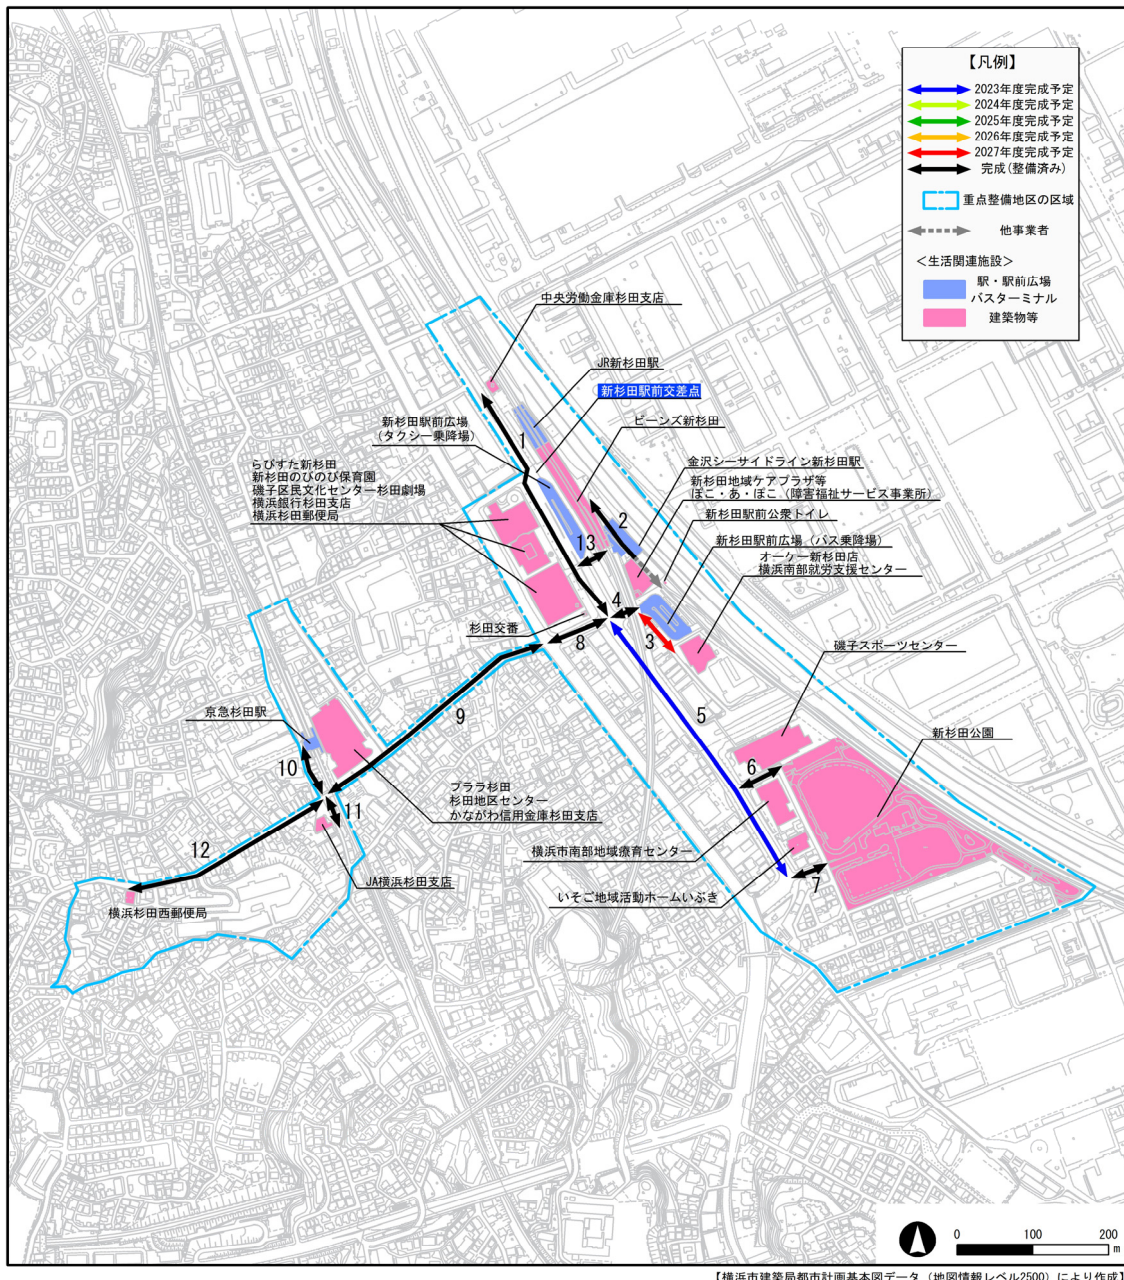 【凡例】
2023年度完成予定
2024年度完成予定
2025年度完成予定
2026年度完成予定
2027年度完成予定
完成(整備済み)
重点整備地区の区域
他事業者
＜生活関連施設＞
駅・駅前広場
バスターミナル
建築物等
中央労働金庫杉田支店
JR新杉田駅
新杉田駅前交差点
ビーンズ新杉田
新杉田駅前広場
（タクシー乗降場）
らびすた新杉田
新杉田のびのび保育園
磯子区民文化センター杉田劇場
横浜銀行杉田支店
横浜杉田郵便局
金沢シーサイドライン新杉田駅
新杉田地域ケアプラザ等
ぽこ・あ・ぽこ（障害福祉サービス事業所）
新杉田駅前公衆トイレ
新杉田駅前広場（バス乗降場）
オーケー新杉田店
横浜南部就労支援センター
杉田交番
磯子スポーツセンター
新杉田公園
京急杉田駅
プララ杉田
杉田地区センター
かながわ信用金庫杉田支店
横浜市南部地域療育センター
いそご地域活動ホームいぶき
JA横浜杉田支店
横浜杉田西郵便局
1
2
13
4
3
8
5
9
6
10
11
7
12
0 100 200
m
【横浜市建築局都市計画基本図データ（地図情報レベル2500）により作成】